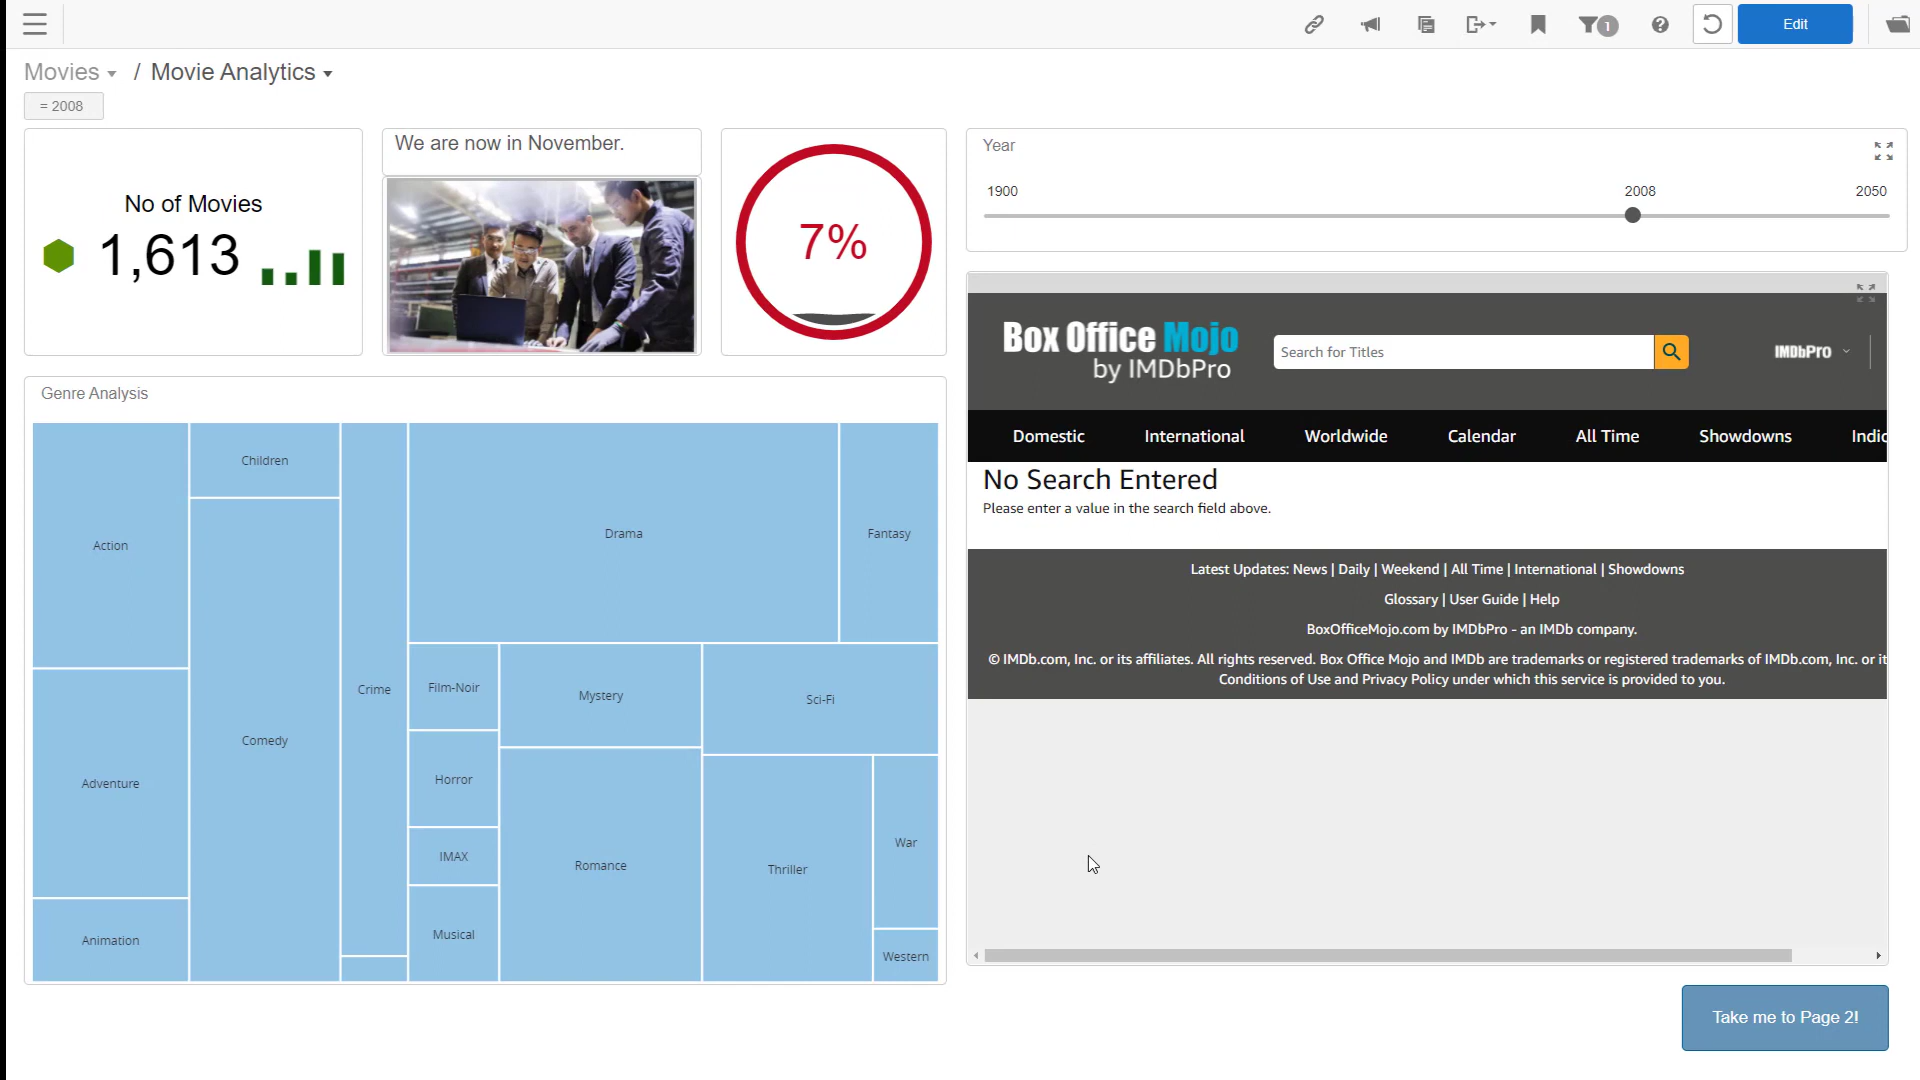 1
Edit
Movies / Movie Analytics
= 2008
No of Movies
1,613
We are now in November.
7%
Year
1900 2008 2050
Genre Analysis
Action
Adventure
Animation
Children
Comedy
Crime
Drama
Fantasy
Film-Noir
Horror
IMAX
Musical
Mystery
Romance
Sci-Fi
Thriller
War
Western
Box Office Mojo
by IMDbPro
Search for Titles
IMDbPro
Domestic International Worldwide Calendar All Time Showdowns Indic
No Search Entered
Please enter a value in the search field above.
Latest Updates: News | Daily | Weekend | All Time | International | Showdowns
Glossary | User Guide | Help
BoxOfficeMojo.com by IMDbPro - an IMDb company.
© IMDb.com, Inc. or its affiliates. All rights reserved. Box Office Mojo and IMDb are trademarks or registered trademarks of IMDb.com, Inc. or it
Conditions of Use and Privacy Policy under which this service is provided to you.
Take me to Page 2!